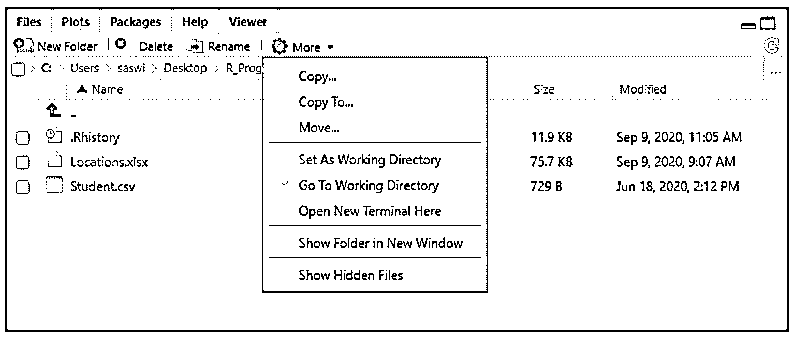 Files Plots Packages Help Viewer
New Folder Delete Rename More
C: > Users > saswi > Desktop > R_Prog
Name Size Modified
..
.Rhistory 11.9 KB Sep 9, 2020, 11:05 AM
Locations.xlsx 75.7 KB Sep 9, 2020, 9:07 AM
Student.csv 729 B Jun 18, 2020, 2:12 PM
Copy...
Copy To...
Move...
Set As Working Directory
Go To Working Directory
Open New Terminal Here
Show Folder in New Window
Show Hidden Files